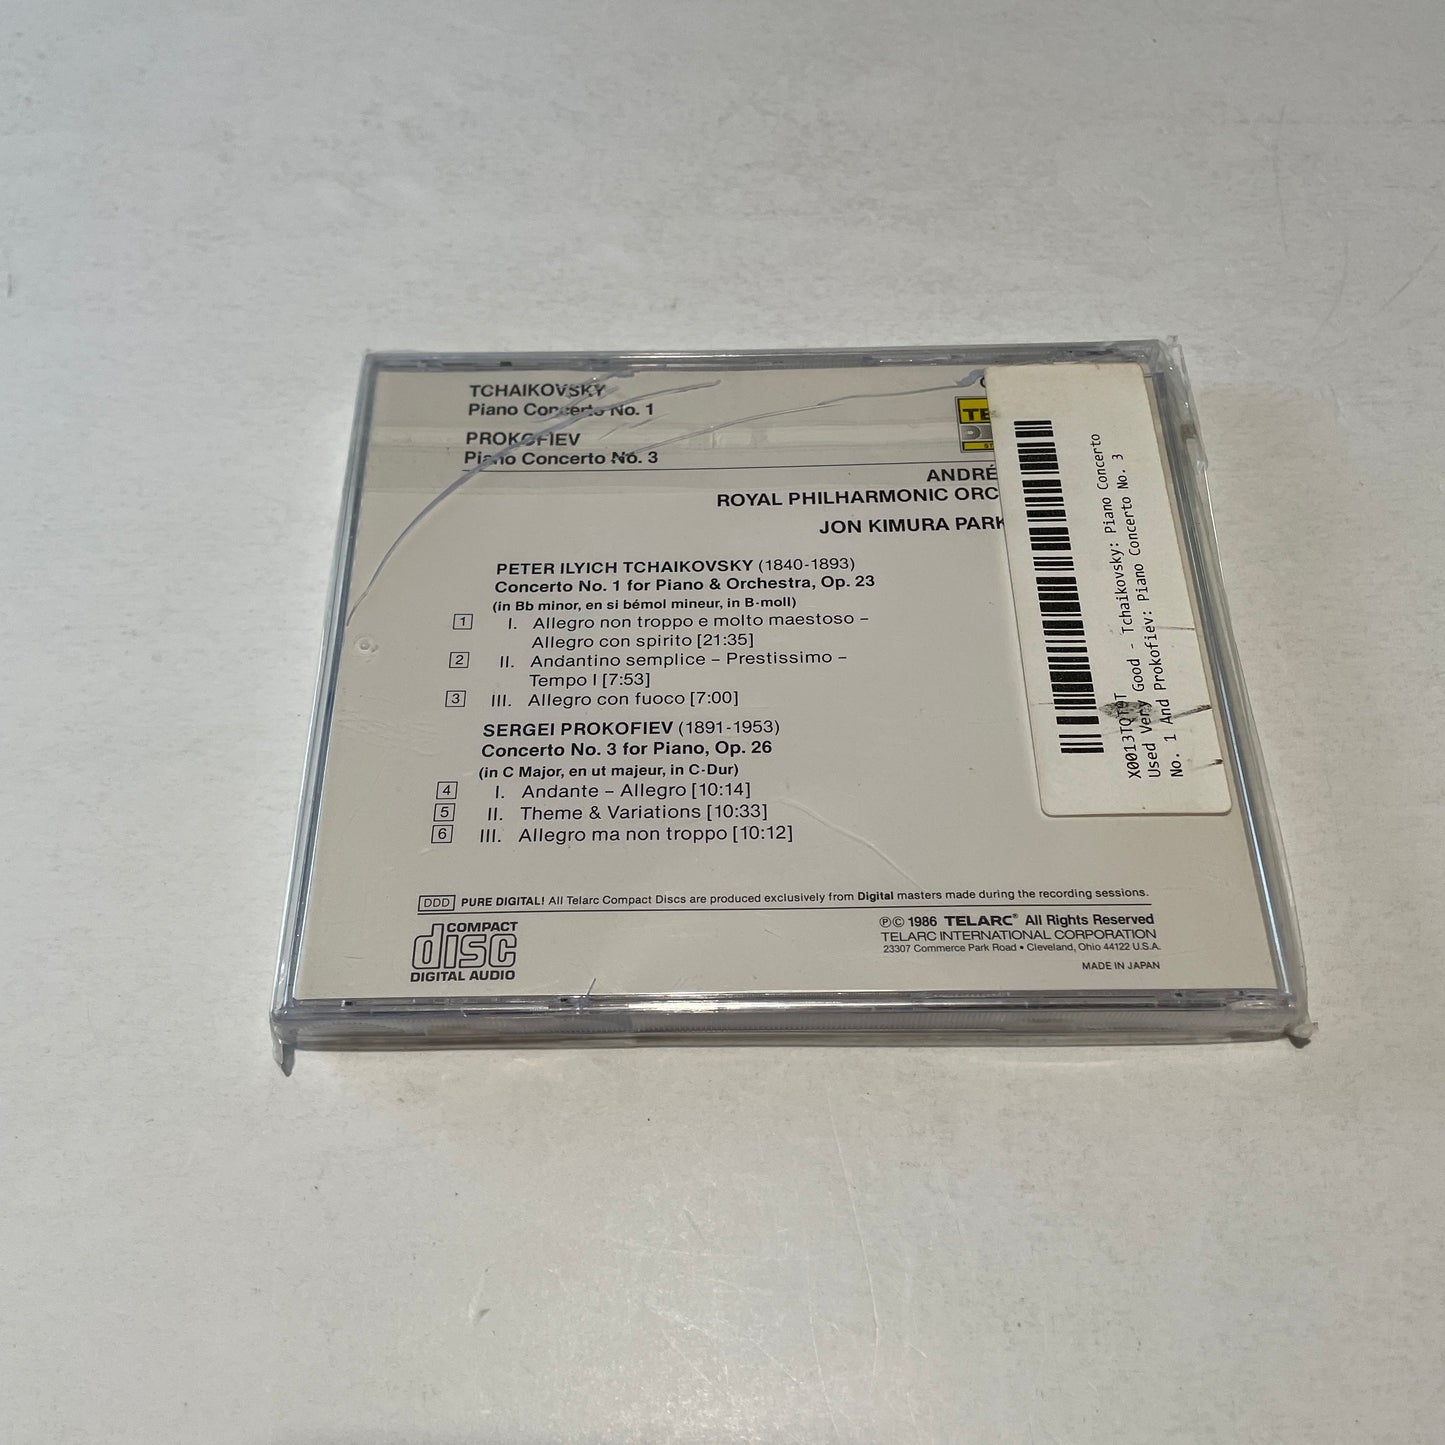 TCHAIKOVSKY
Piano Concerto No. 1
PROKOFIEV
Piano Concerto No. 3
TE
ANDRÉ
ROYAL PHILHARMONIC ORC
JON KIMURA PARK
PETER ILYICH TCHAIKOVSKY (1840-1893)
Concerto No. 1 for Piano & Orchestra, Op. 23
(in Bb minor, en si bémol mineur, in B-moll)
1 I. Allegro non troppo e molto maestoso –
Allegro con spirito [21:35]
2 II. Andantino semplice – Prestissimo –
Tempo I [7:53]
3 III. Allegro con fuoco [7:00]
SERGEI PROKOFIEV (1891-1953)
Concerto No. 3 for Piano, Op. 26
(in C Major, en ut majeur, in C-Dur)
4 I. Andante – Allegro [10:14]
5 II. Theme & Variations [10:33]
6 III. Allegro ma non troppo [10:12]
DDD PURE DIGITAL! All Telarc Compact Discs are produced exclusively from Digital masters made during the recording sessions.
COMPACT
disc
DIGITAL AUDIO
℗© 1986 TELARC® All Rights Reserved
TELARC INTERNATIONAL CORPORATION
23307 Commerce Park Road • Cleveland, Ohio 44122 U.S.A.
MADE IN JAPAN
Used Very Good - Tchaikovsky: Piano Concerto
No. 1 And Prokofiev: Piano Concerto No. 3